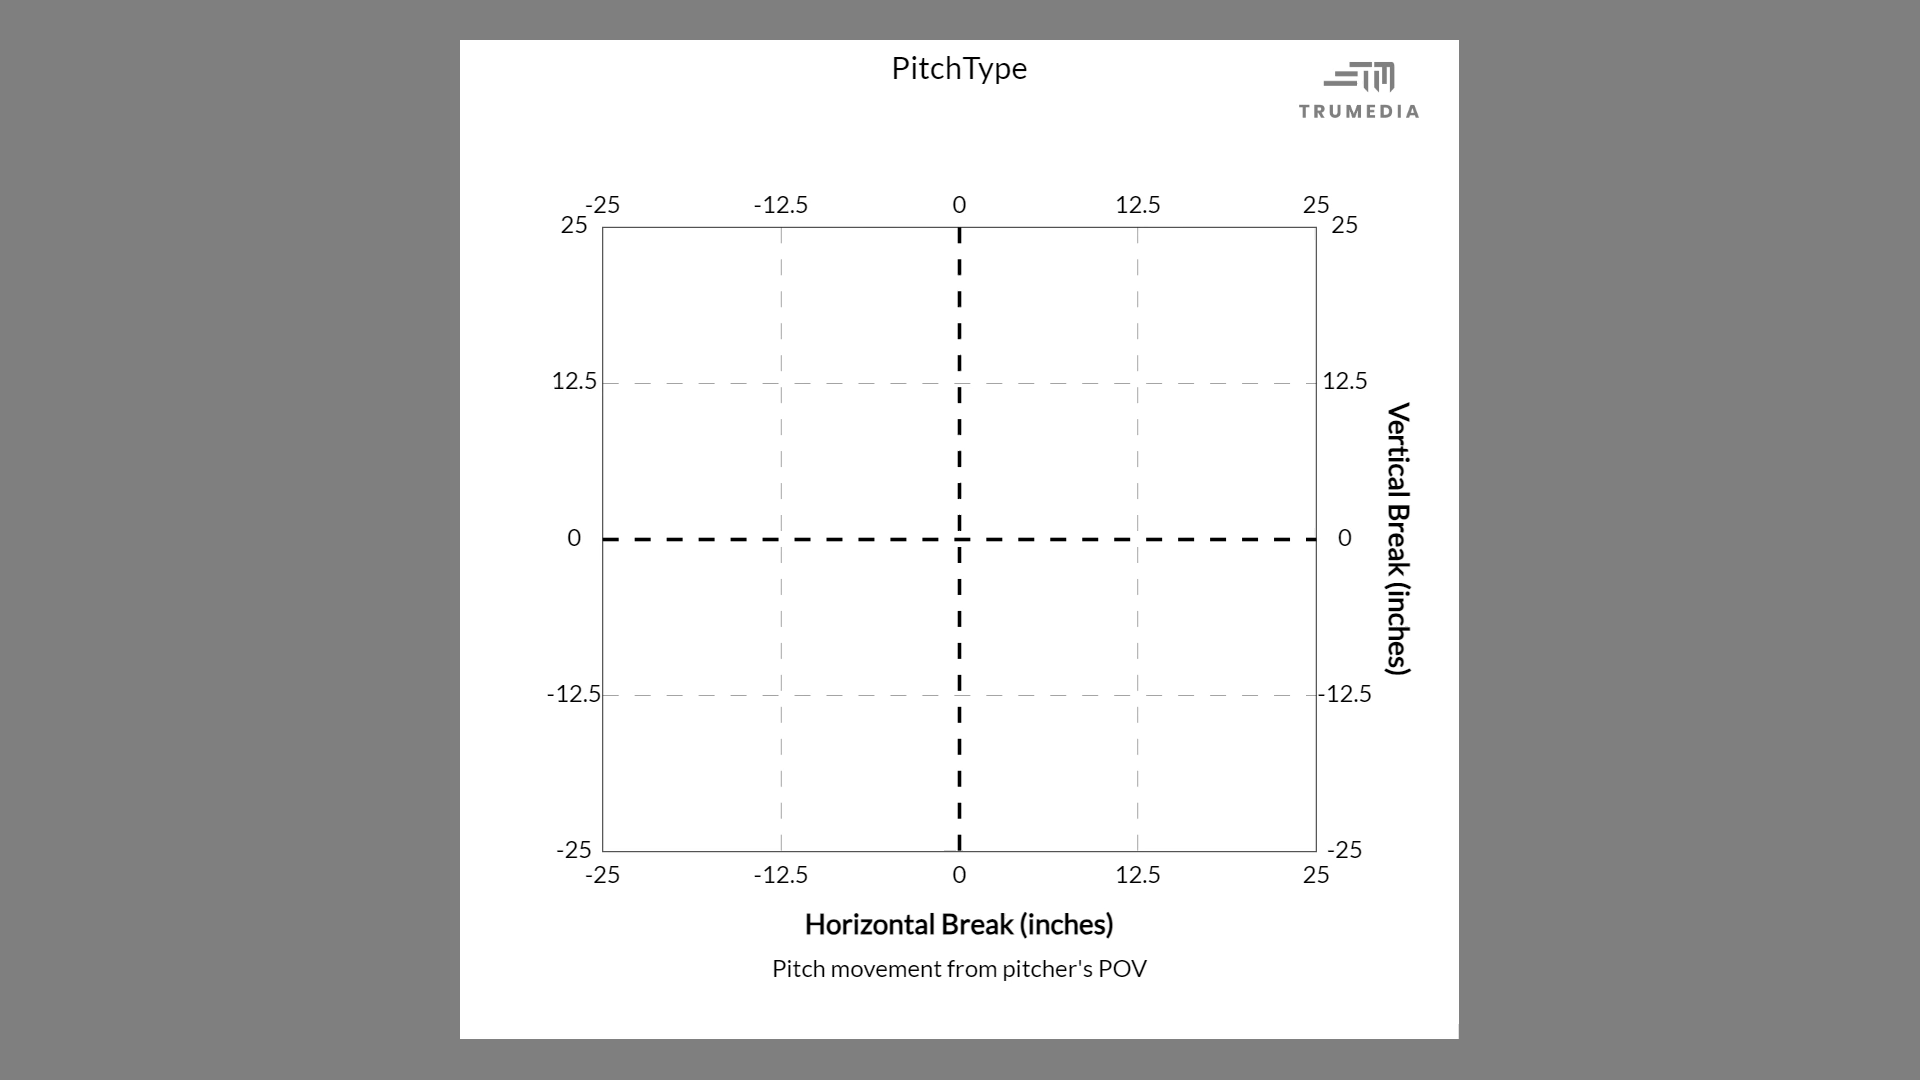 PitchType
TRUMEDIA
-25 -12.5 0 12.5 25
25 25
12.5 12.5
Vertical Break (inches)
0 0
-12.5 -12.5
-25 -25
-25 -12.5 0 12.5 25
Horizontal Break (inches)
Pitch movement from pitcher's POV